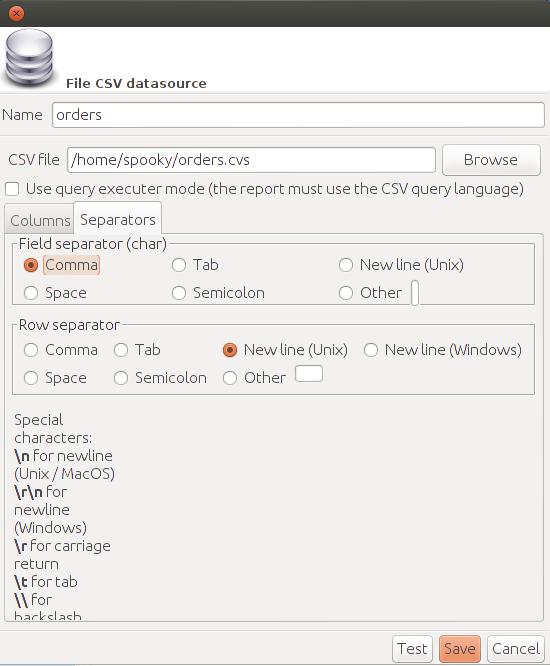 File CSV datasource
Name orders
CSV file /home/spooky/orders.cvs Browse
Use query executer mode (the report must use the CSV query language)
Columns Separators
Field separator (char)
Comma Tab New line (Unix)
Space Semicolon Other
Row separator
Comma Tab New line (Unix) New line (Windows)
Space Semicolon Other
Special
characters:
\n for newline
(Unix / MacOS)
\r\n for
newline
(Windows)
\r for carriage
return
\t for tab
\\ for
backslash
Test Save Cancel